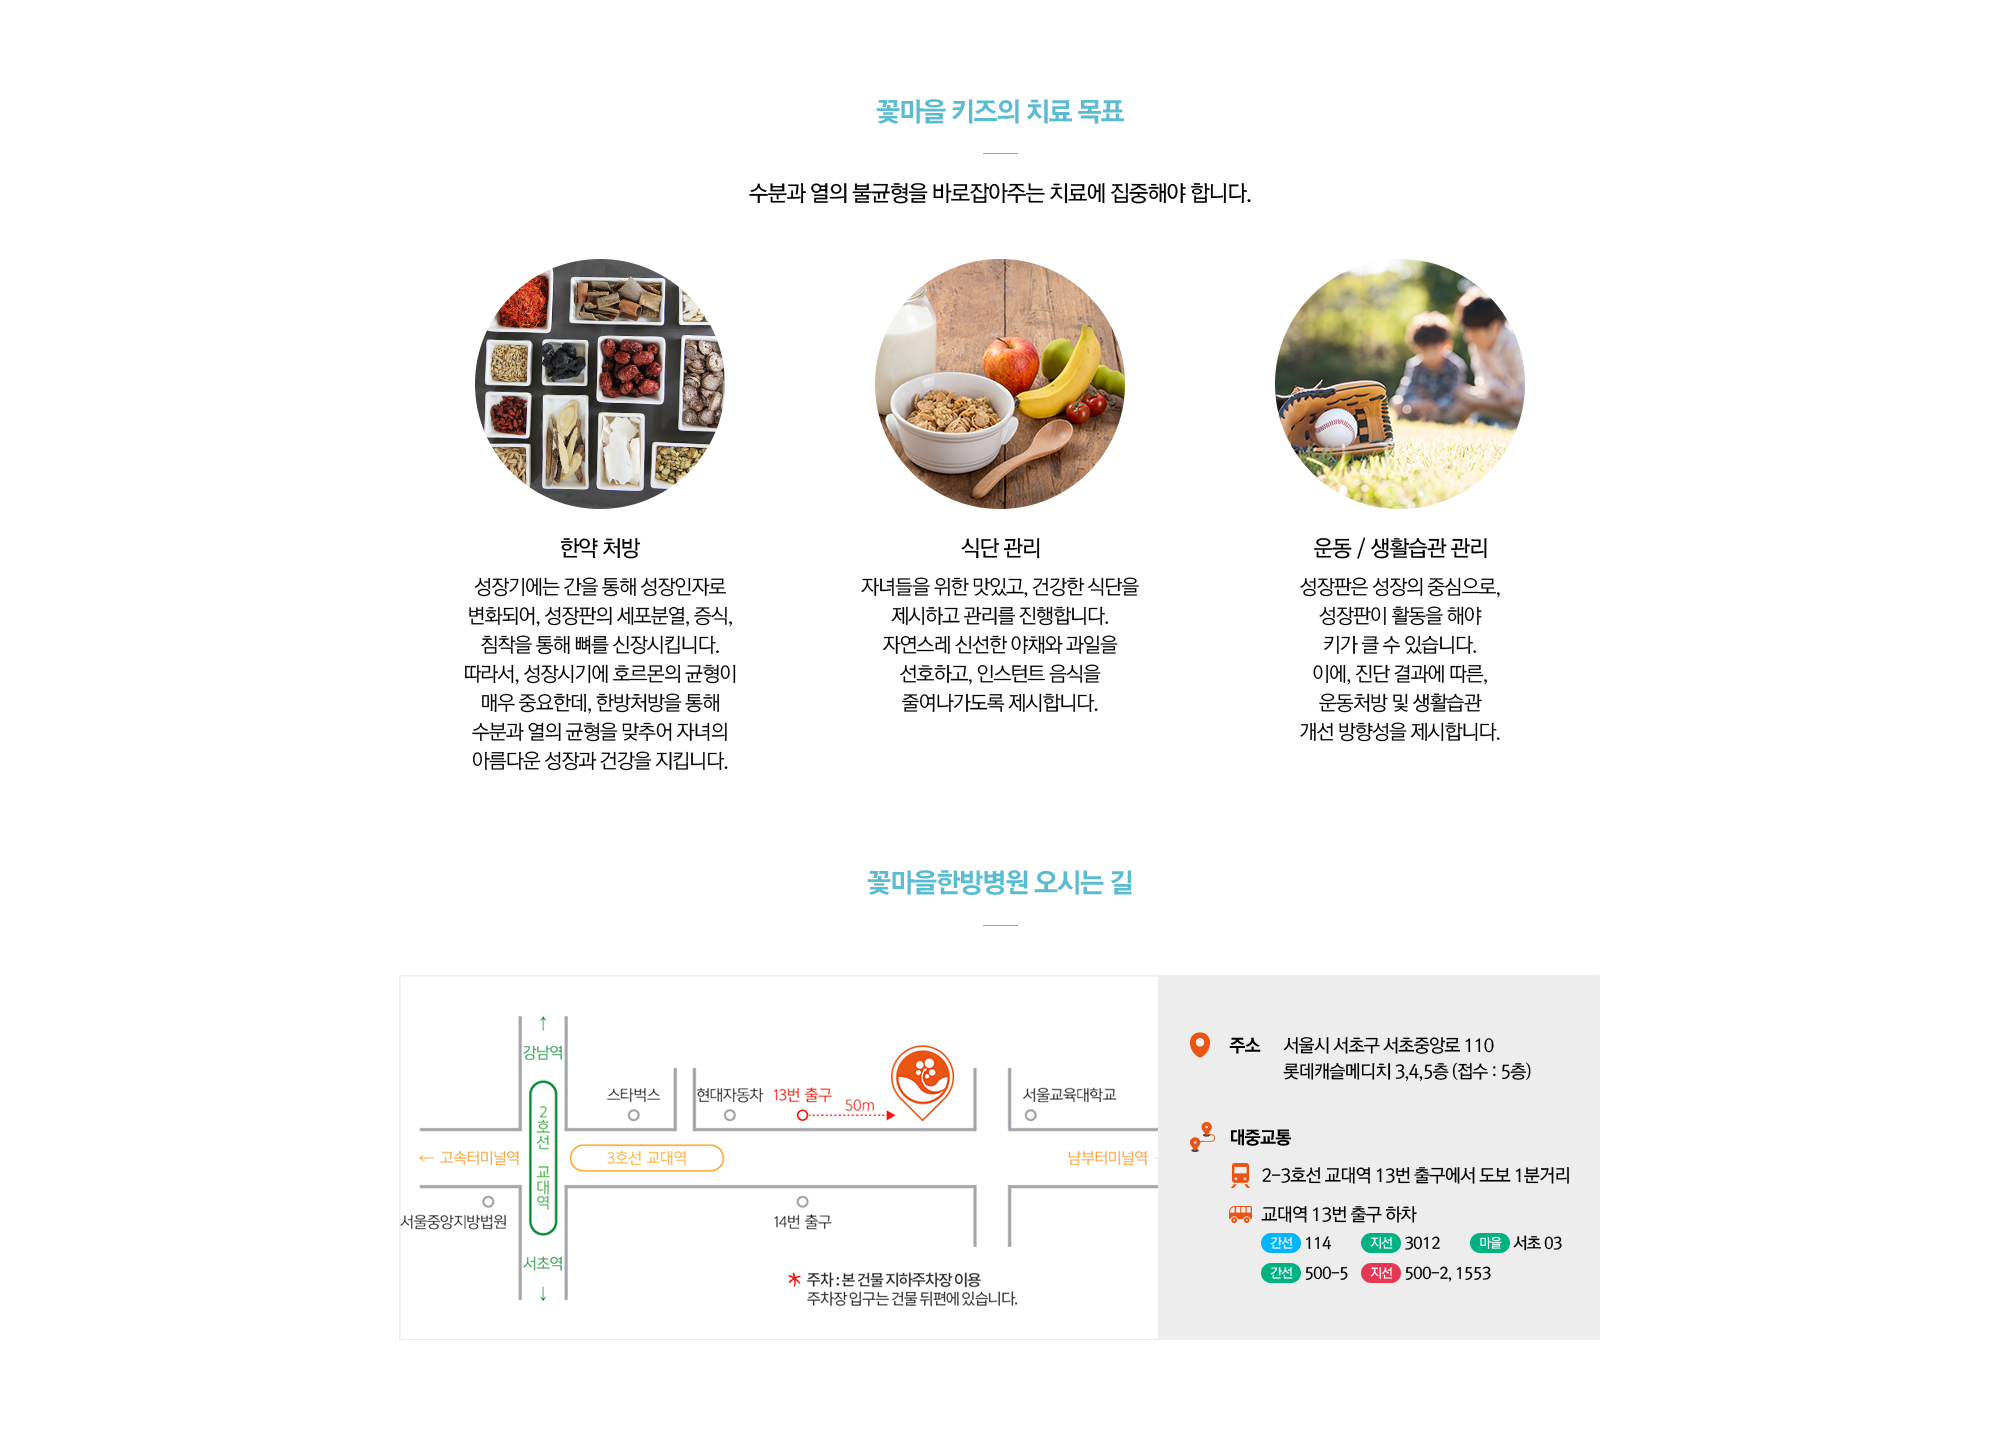 꽃마을 키즈의 치료 목표
수분과 열의 불균형을 바로잡아주는 치료에 집중해야 합니다.
한약 처방
성장기에는 간을 통해 성장인자로
변화되어, 성장판의 세포분열, 증식,
침착을 통해 뼈를 신장시킵니다.
따라서, 성장시기에 호르몬의 균형이
매우 중요한데, 한방처방을 통해
수분과 열의 균형을 맞추어 자녀의
아름다운 성장과 건강을 지킵니다.
식단 관리
자녀들을 위한 맛있고, 건강한 식단을
제시하고 관리를 진행합니다.
자연스레 신선한 야채와 과일을
선호하고, 인스턴트 음식을
줄여나가도록 제시합니다.
운동 / 생활습관 관리
성장판은 성장의 중심으로,
성장판이 활동을 해야
키가 클 수 있습니다.
이에, 진단 결과에 따른,
운동처방 및 생활습관
개선 방향성을 제시합니다.
꽃마을한방병원 오시는 길
↑
강남역
스타벅스
현대자동차
13번 출구
50m
서울교육대학교
2호선 교대역
← 고속터미널역
3호선 교대역
남부터미널역
서울중앙지방법원
14번 출구
서초역
↓
* 주차 : 본 건물 지하주차장 이용
주차장 입구는 건물 뒤편에 있습니다.
주소 서울시 서초구 서초중앙로 110
롯데캐슬메디치 3,4,5층 (접수 : 5층)
대중교통
2-3호선 교대역 13번 출구에서 도보 1분거리
교대역 13번 출구 하차
간선 114 지선 3012 마을 서초 03
간선 500-5 지선 500-2, 1553